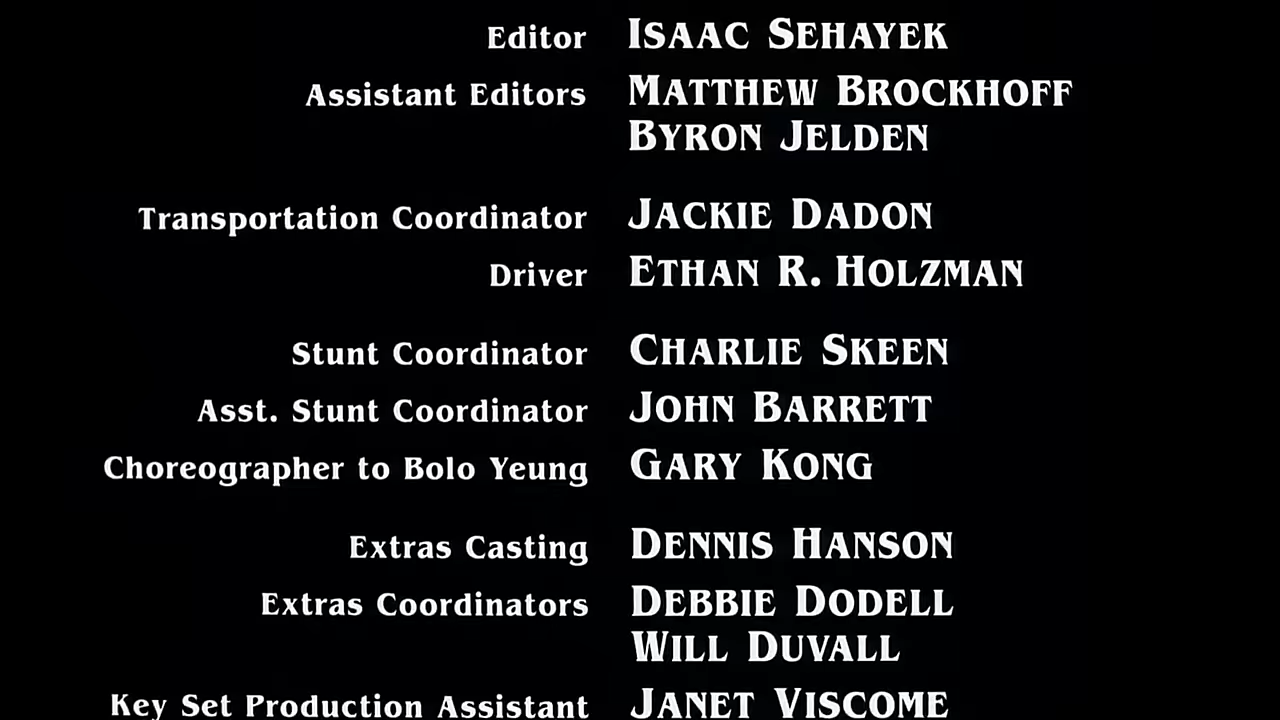 Editor ISAAC SEHAYEK
Assistant Editors MATTHEW BROCKHOFF
BYRON JELDEN
Transportation Coordinator JACKIE DADON
Driver ETHAN R. HOLZMAN
Stunt Coordinator CHARLIE SKEEN
Asst. Stunt Coordinator JOHN BARRETT
Choreographer to Bolo Yeung GARY KONG
Extras Casting DENNIS HANSON
Extras Coordinators DEBBIE DODELL
WILL DUVALL
Key Set Production Assistant JANET VISCOME